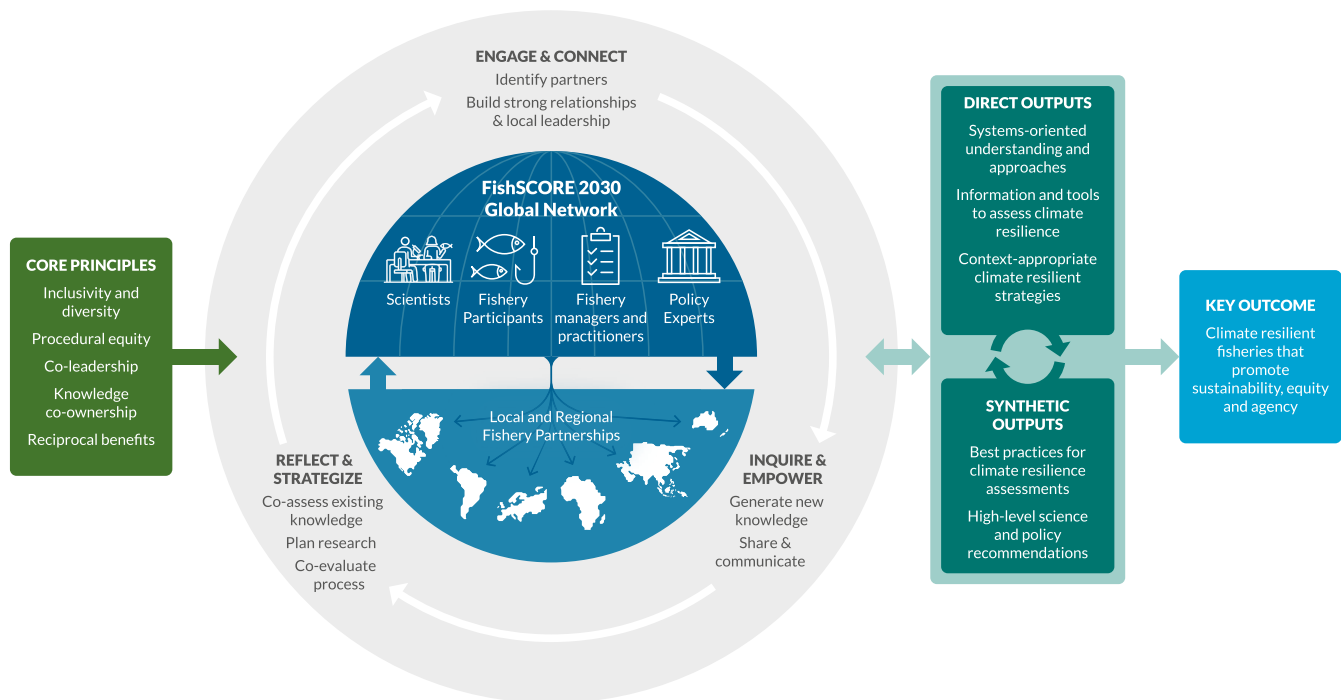 CORE PRINCIPLES
Inclusivity and
diversity
Procedural equity
Co-leadership
Knowledge
co-ownership
Reciprocal benefits
ENGAGE & CONNECT
Identify partners
Build strong relationships
& local leadership
FishSCORE 2030
Global Network
Scientists
Fishery
Participants
Fishery
managers and
practitioners
Policy
Experts
Local and Regional
Fishery Partnerships
REFLECT &
STRATEGIZE
Co-assess existing
knowledge
Plan research
Co-evaluate
process
INQUIRE &
EMPOWER
Generate new
knowledge
Share &
communicate
DIRECT OUTPUTS
Systems-oriented
understanding and
approaches
Information and tools
to assess climate
resilience
Context-appropriate
climate resilient
strategies
SYNTHETIC
OUTPUTS
Best practices for
climate resilience
assessments
High-level science
and policy
recommendations
KEY OUTCOME
Climate resilient
fisheries that
promote
sustainability, equity
and agency